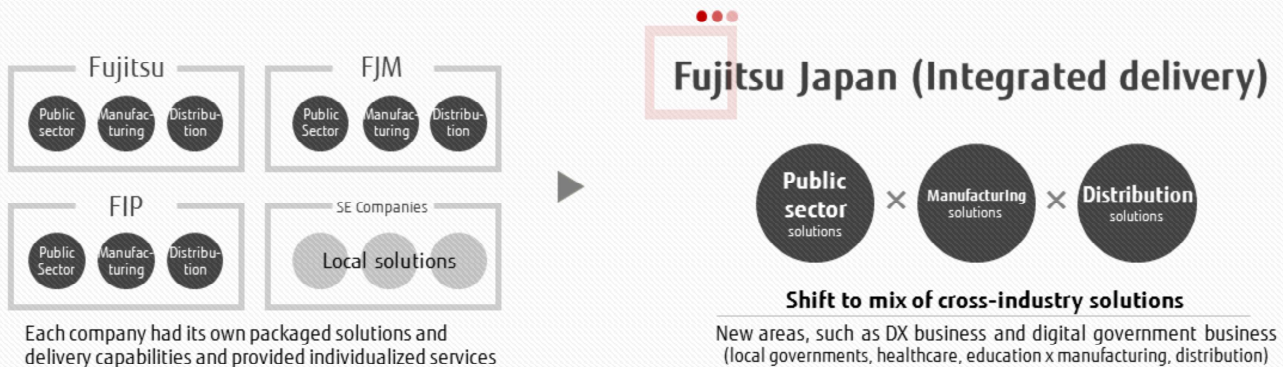 Fujitsu
Public
sector
Manufac-
turing
Distribu-
tion
FJM
Public
Sector
Manufac-
turing
Distribu-
tion
FIP
Public
Sector
Manufac-
turing
Distribu-
tion
SE Companies
Local solutions
Each company had its own packaged solutions and
delivery capabilities and provided individualized services
Fujitsu Japan (Integrated delivery)
Public
sector
solutions
×
Manufacturing
solutions
×
Distribution
solutions
Shift to mix of cross-industry solutions
New areas, such as DX business and digital government business
(local governments, healthcare, education x manufacturing, distribution)